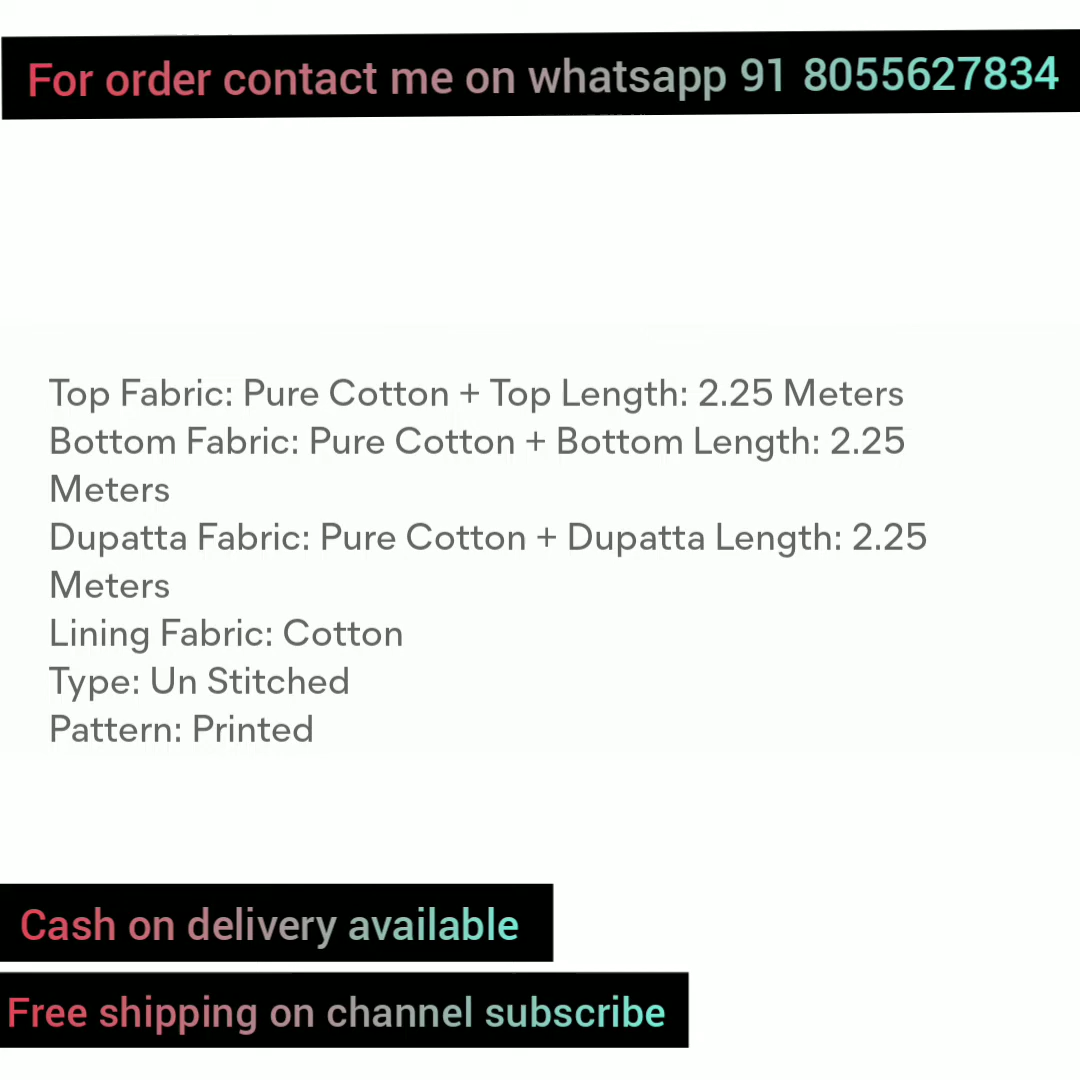 For order contact me on whatsapp 91 8055627834
Top Fabric: Pure Cotton + Top Length: 2.25 Meters
Bottom Fabric: Pure Cotton + Bottom Length: 2.25
Meters
Dupatta Fabric: Pure Cotton + Dupatta Length: 2.25
Meters
Lining Fabric: Cotton
Type: Un Stitched
Pattern: Printed
Cash on delivery available
Free shipping on channel subscribe